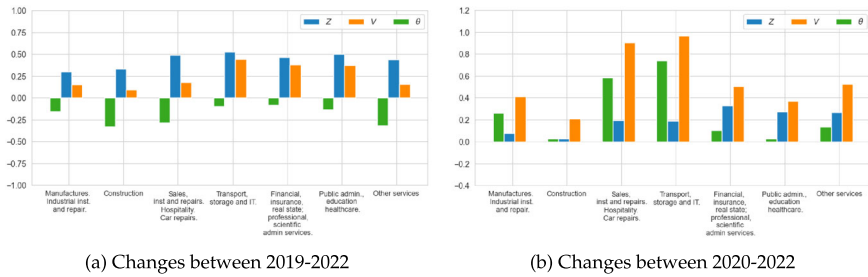 1.00
0.75
0.50
0.25
0.00
−0.25
−0.50
−0.75
−1.00
Z V θ
Manufactures.
Industrial inst.
and repair.
Construction
Sales,
inst and repairs.
Hospitality
Car repairs.
Transport,
storage and IT.
Financial,
insurance,
real state;
professional,
scientific
admin services.
Public admin.,
education
healthcare.
Other services
(a) Changes between 2019-2022
1.2
1.0
0.8
0.6
0.4
0.2
0.0
−0.2
−0.4
Z V θ
Manufactures.
Industrial inst.
and repair.
Construction
Sales,
inst and repairs.
Hospitality
Car repairs.
Transport,
storage and IT.
Financial,
insurance,
real state;
professional,
scientific
admin services.
Public admin.,
education
healthcare.
Other services
(b) Changes between 2020-2022